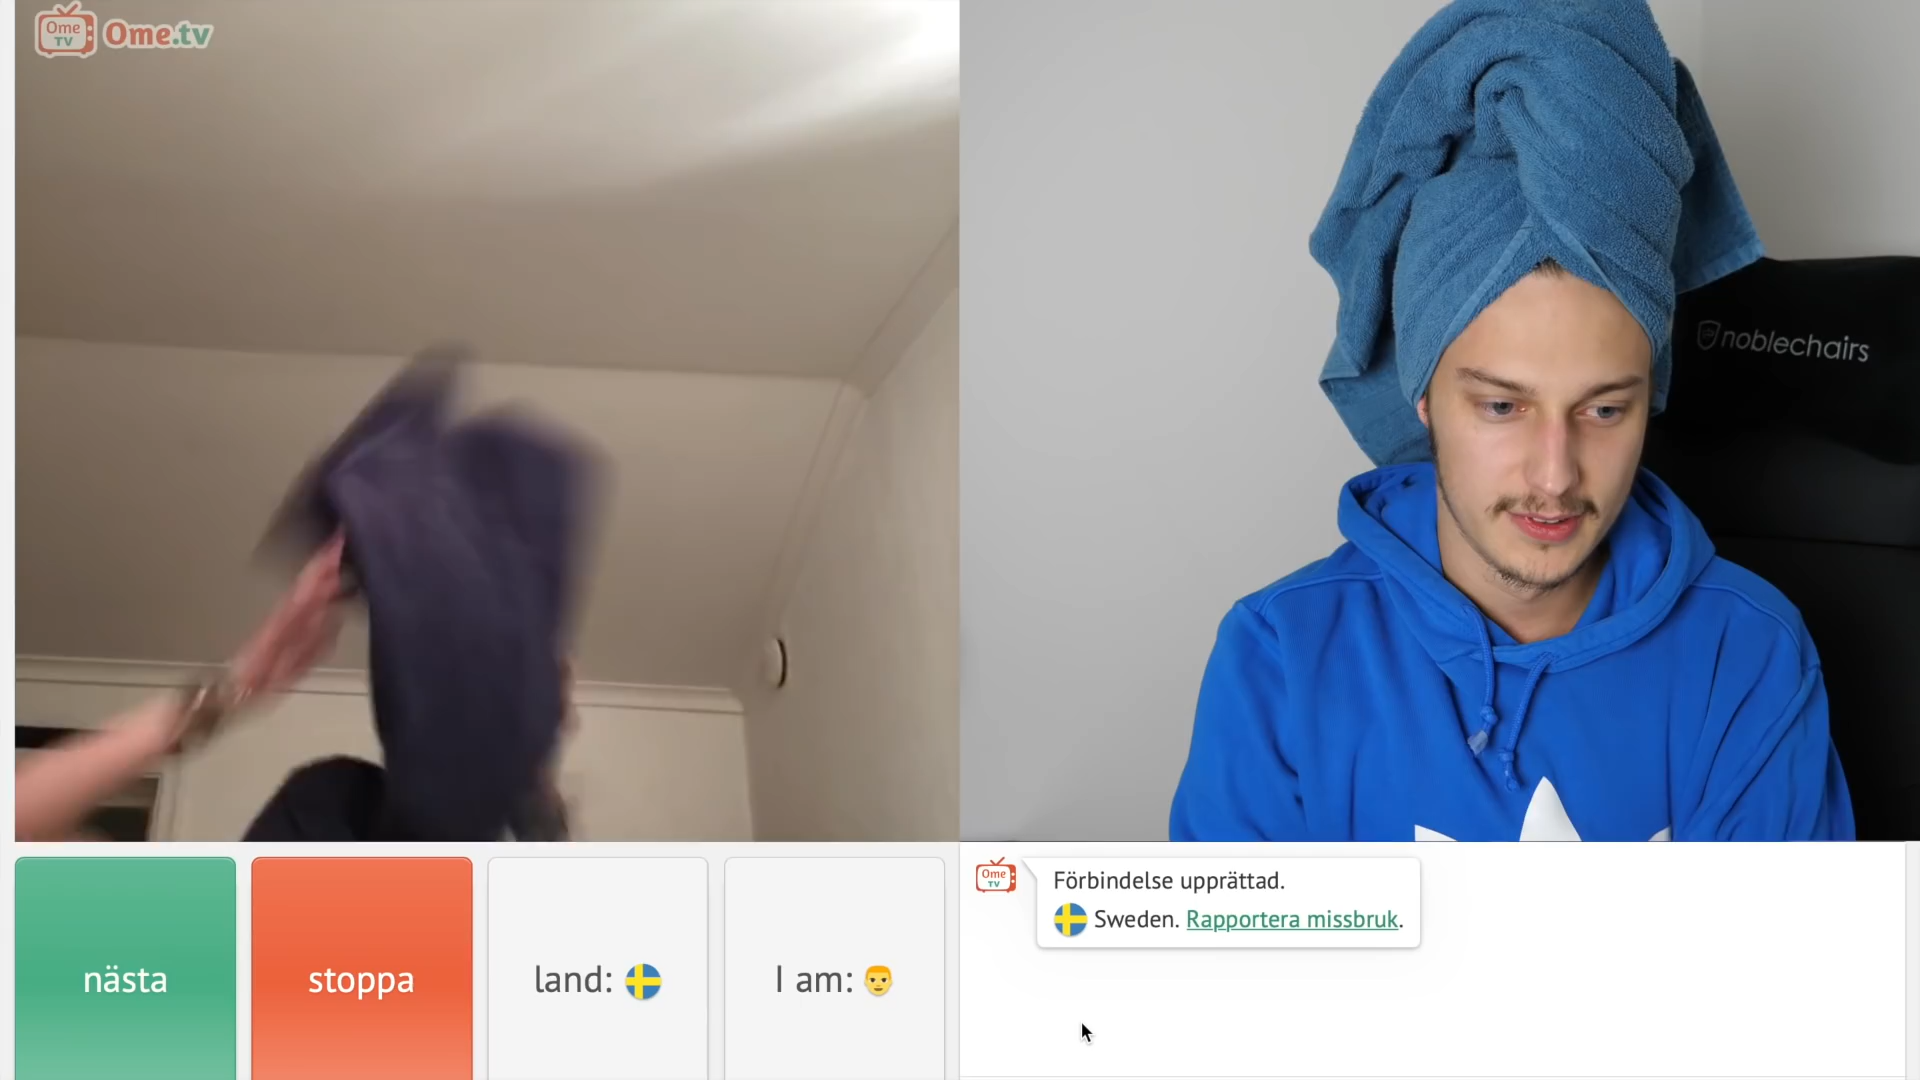 Ome
TV
Ome.tv
noblechairs
nästa
stoppa
land:
I am:
Ome
TV
Förbindelse upprättad.
Sweden. Rapportera missbruk.